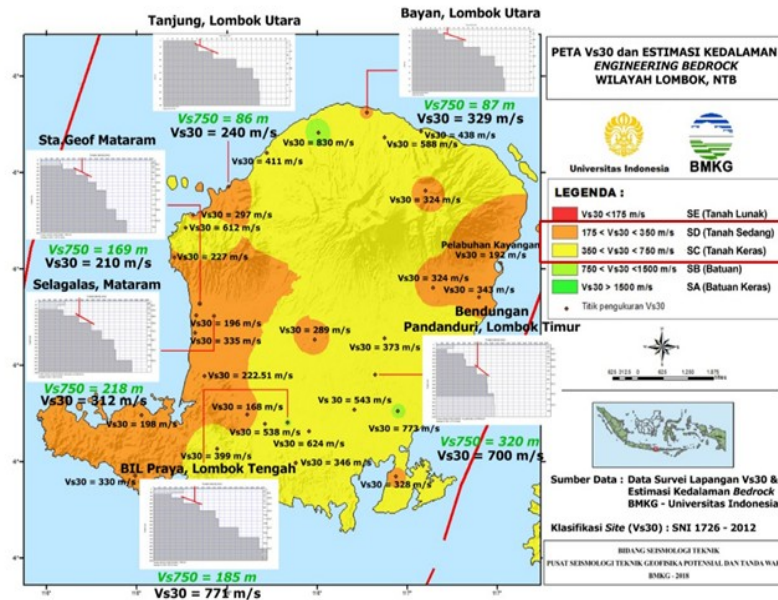 Tanjung, Lombok Utara
Bayan, Lombok Utara
Vs750 = 86 m
Vs30 = 240 m/s
Vs750 = 87 m
Vs30 = 329 m/s
Sta.Geof Mataram
Vs750 = 169 m
Vs30 = 210 m/s
Selagalas, Mataram
Vs750 = 218 m
Vs30 = 312 m/s
Vs30 = 830 m/s
Vs30 = 438 m/s
Vs30 = 588 m/s
Vs30 = 411 m/s
Vs30 = 324 m/s
Vs30 = 297 m/s
Vs30 = 612 m/s
Vs30 = 227 m/s
Pelabuhan Kayangan
Vs30 = 192 m/s
Vs30 = 324 m/s
Vs30 = 343 m/s
Bendungan
Pandanduri, Lombok Timur
Vs30 = 196 m/s
Vs30 = 335 m/s
Vs30 = 289 m/s
Vs30 = 373 m/s
Vs30 = 222.51 m/s
Vs30 = 168 m/s
Vs30 = 543 m/s
Vs30 = 773 m/s
Vs30 = 198 m/s
Vs30 = 538 m/s
Vs30 = 624 m/s
Vs30 = 399 m/s
Vs30 = 346 m/s
Vs30 = 330 m/s
Vs30 = 328 m/s
Vs750 = 320 m
Vs30 = 700 m/s
BIL Praya, Lombok Tengah
Vs750 = 185 m
Vs30 = 771 m/s
PETA Vs30 dan ESTIMASI KEDALAMAN
ENGINEERING BEDROCK
WILAYAH LOMBOK, NTB
Universitas Indonesia
BMKG
LEGENDA :
Vs30 <175 m/s SE (Tanah Lunak)
175 < Vs30 <350 m/s SD (Tanah Sedang)
350 < Vs30 < 750 m/s SC (Tanah Keras)
750 < Vs30 <1500 m/s SB (Batuan)
Vs30 > 1500 m/s SA (Batuan Keras)
Titik pengukuran Vs30
Sumber Data : Data Survei Lapangan Vs30 &
Estimasi Kedalaman Bedrock
BMKG - Universitas Indonesia
Klasifikasi Site (Vs30) : SNI 1726 - 2012
BIDANG SEISMOLOGI TEKNIK
PUSAT SEISMOLOGI TEKNIK GEOFISIKA POTENSIAL DAN TANDA WAK
BMKG - 2018